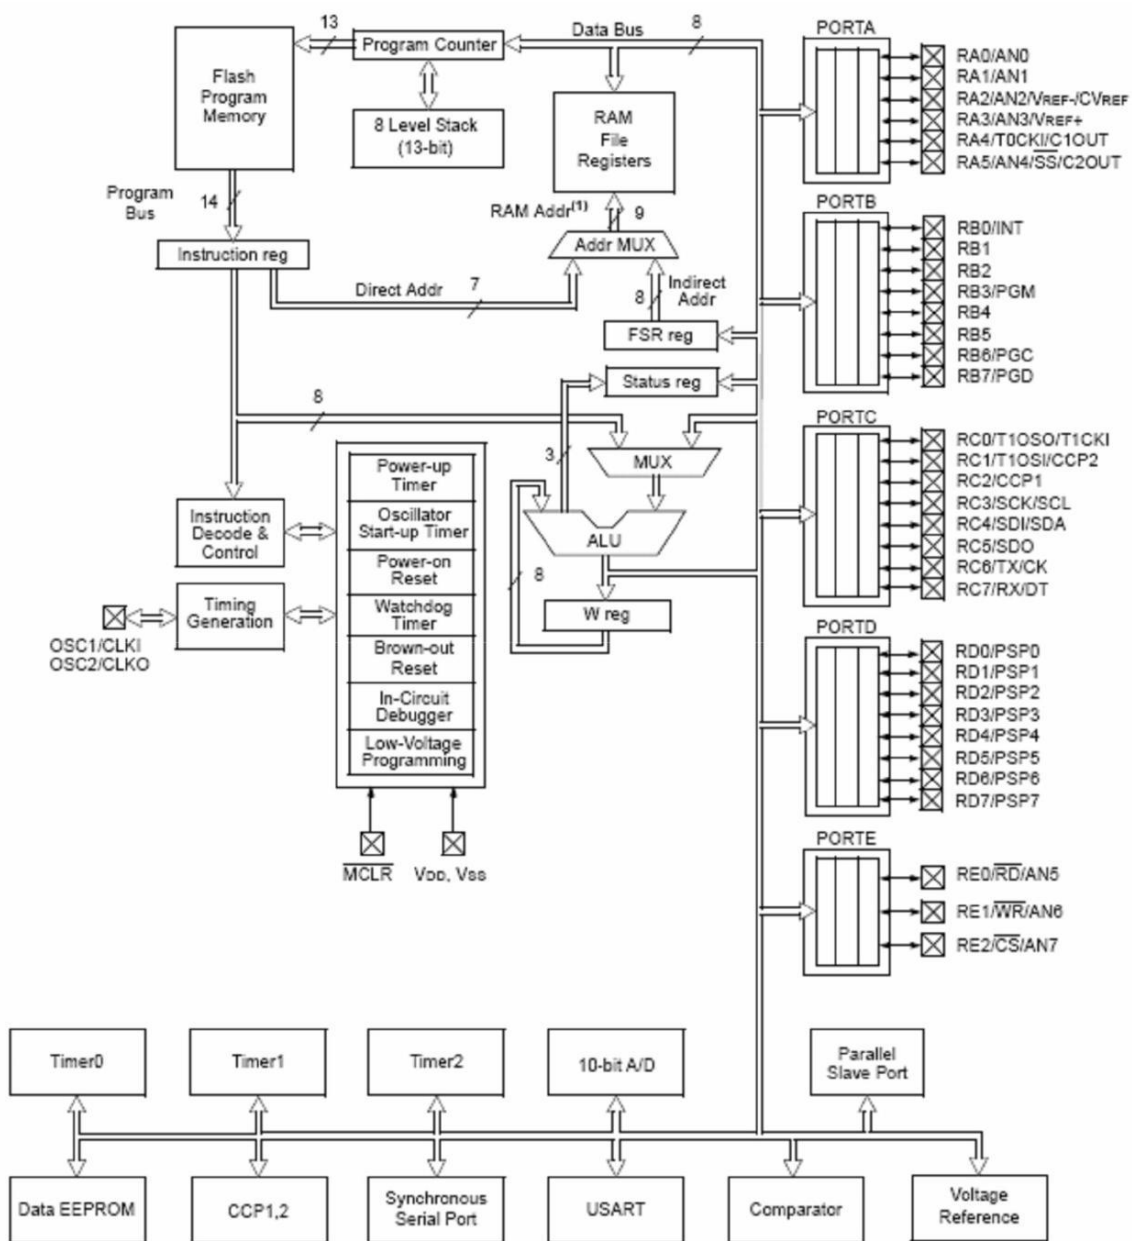 13
Program Counter
Data Bus
8
PORTA
Flash
Program
Memory
8 Level Stack
(13-bit)
RAM
File
Registers
RA0/AN0
RA1/AN1
RA2/AN2/VREF-/CVREF
RA3/AN3/VREF+
RA4/T0CKI/C1OUT
RA5/AN4/SS/C2OUT
Program
Bus
14
RAM Addr(1)
9
PORTB
Instruction reg
Addr MUX
Direct Addr
7
Indirect
Addr
8
FSR reg
RB0/INT
RB1
RB2
RB3/PGM
RB4
RB5
RB6/PGC
RB7/PGD
Status reg
8
3
MUX
PORTC
RC0/T1OSO/T1CKI
RC1/T1OSI/CCP2
RC2/CCP1
RC3/SCK/SCL
RC4/SDI/SDA
RC5/SDO
RC6/TX/CK
RC7/RX/DT
Instruction
Decode &
Control
Power-up
Timer
Oscillator
Start-up Timer
Power-on
Reset
Watchdog
Timer
Brown-out
Reset
In-Circuit
Debugger
Low-Voltage
Programming
ALU
8
W reg
Timing
Generation
OSC1/CLKI
OSC2/CLKO
MCLR
VDD, VSS
PORTD
RD0/PSP0
RD1/PSP1
RD2/PSP2
RD3/PSP3
RD4/PSP4
RD5/PSP5
RD6/PSP6
RD7/PSP7
PORTE
RE0/RD/AN5
RE1/WR/AN6
RE2/CS/AN7
Timer0
Timer1
Timer2
10-bit A/D
Parallel
Slave Port
Data EEPROM
CCP1,2
Synchronous
Serial Port
USART
Comparator
Voltage
Reference